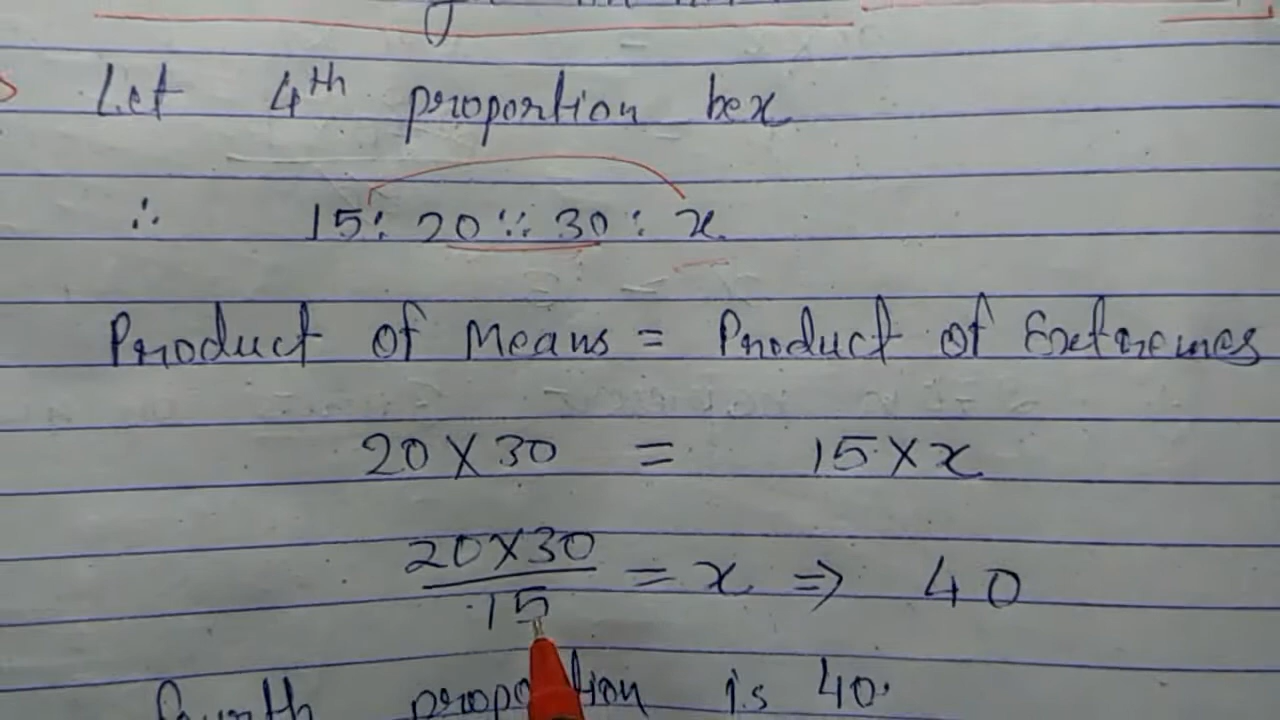 Let 4th proportion be x
∴ 15 : 20 :: 30 : x
Product of Means = Product of Extremes
20 X 30 = 15 X x
20 X 30 / 15 = x ⇒ 40
proportion is 40.